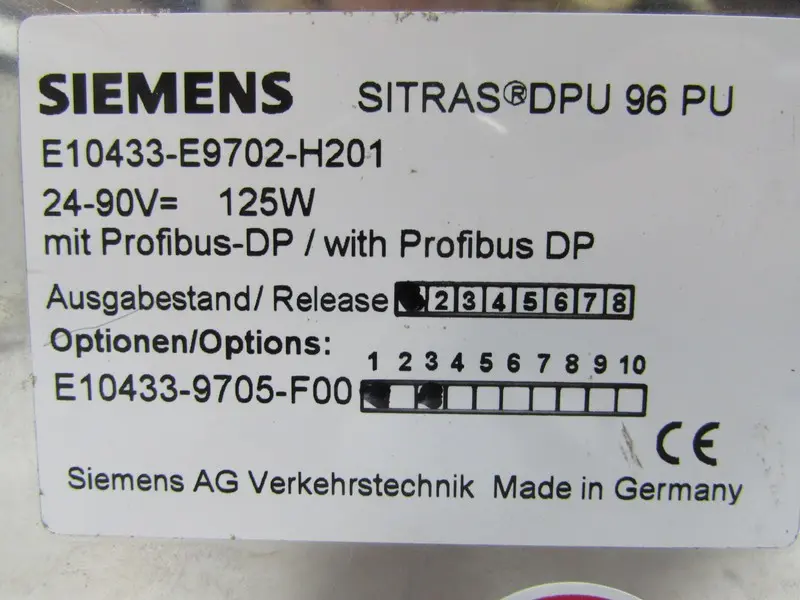 SIEMENS SITRAS®DPU 96 PU
E10433-E9702-H201
24-90V= 125W
mit Profibus-DP / with Profibus DP
Ausgabestand/ Release 2 3 4 5 6 7 8
Optionen/Options: 1 2 3 4 5 6 7 8 9 10
E10433-9705-F00
CE
Siemens AG Verkehrstechnik Made in Germany